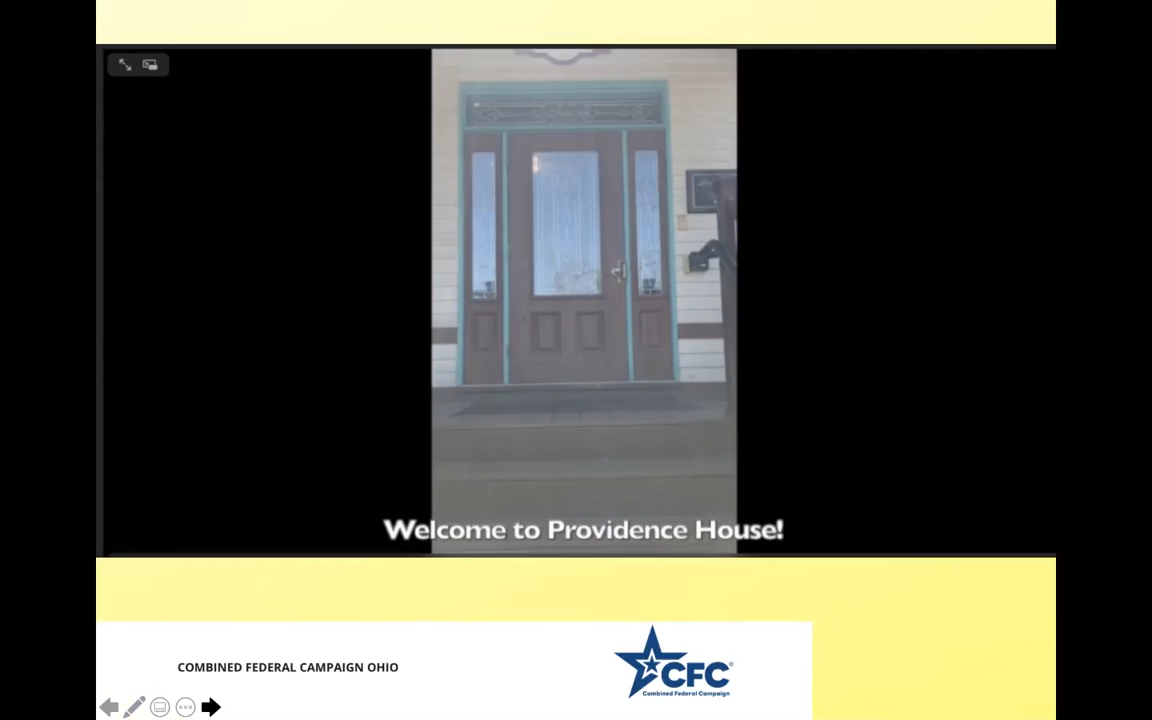 Welcome to Providence House!
COMBINED FEDERAL CAMPAIGN OHIO
CFC®
Combined Federal Campaign